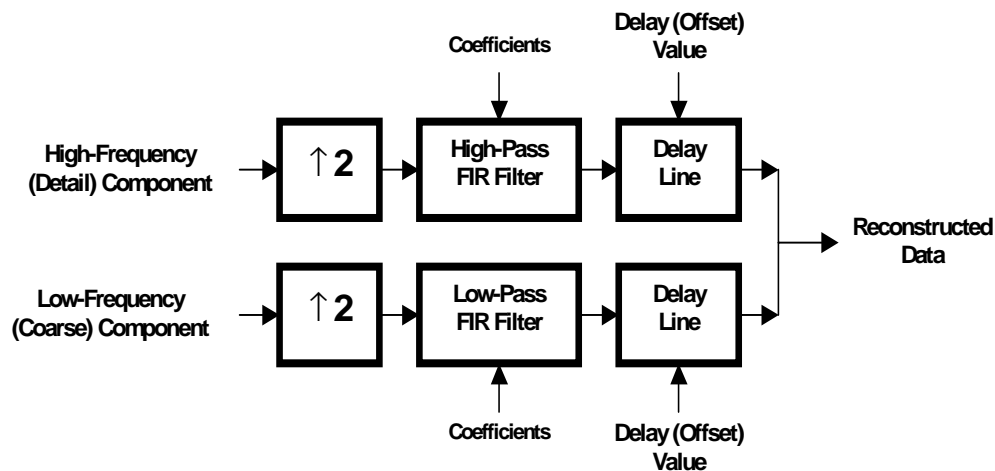 Coefficients
Delay (Offset)
Value
High-Frequency
(Detail) Component
↑ 2
High-Pass
FIR Filter
Delay
Line
Reconstructed
Data
Low-Frequency
(Coarse) Component
↑ 2
Low-Pass
FIR Filter
Delay
Line
Coefficients
Delay (Offset)
Value